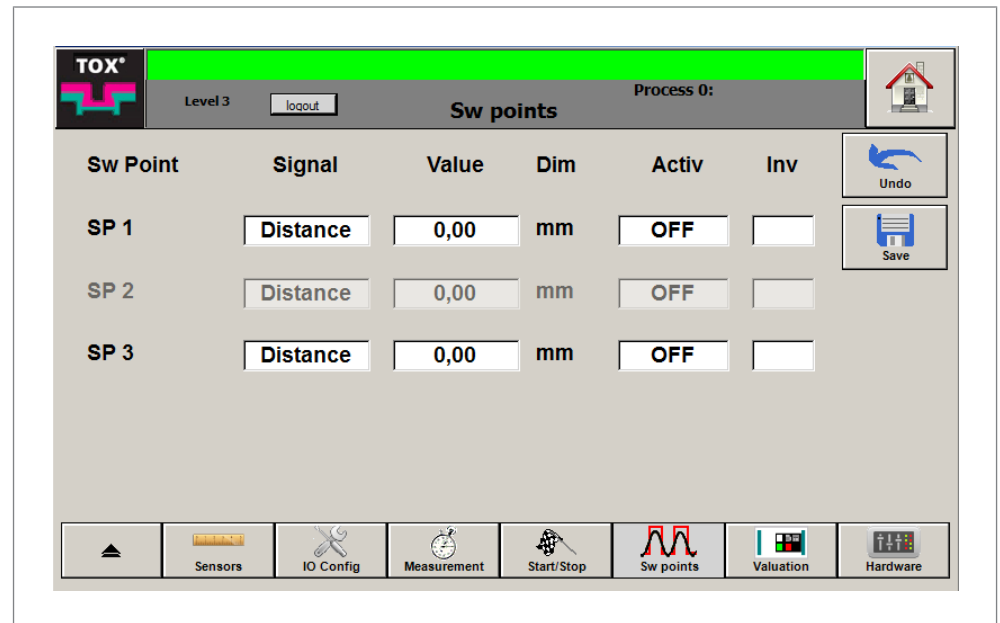 TOX®
Level 3 logout Sw points Process 0:
Sw Point Signal Value Dim Activ Inv
Undo
SP 1 Distance 0,00 mm OFF
Save
SP 2 Distance 0,00 mm OFF
SP 3 Distance 0,00 mm OFF
Sensors IO Config Measurement Start/Stop Sw points Valuation Hardware